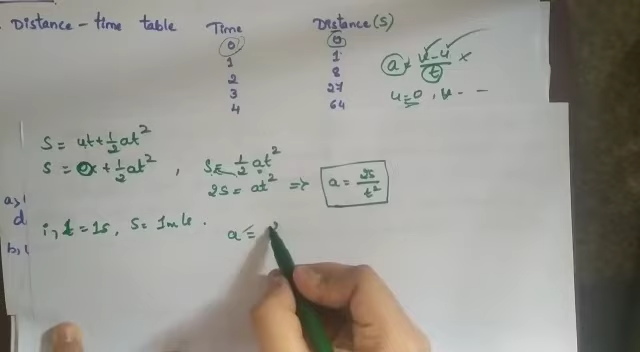 Distance - time table Time Distance (s)
0 0
1 1
2 8
3 27
4 64
a = v-u / t ×
u = 0 , v - -
S = ut + 1/2 at²
S = 0 × + 1/2 at² , S = 1/2 at²
2S = at² => a = 2s / t²
i, t = 1s , S = 1m
a =
a,
d
b,